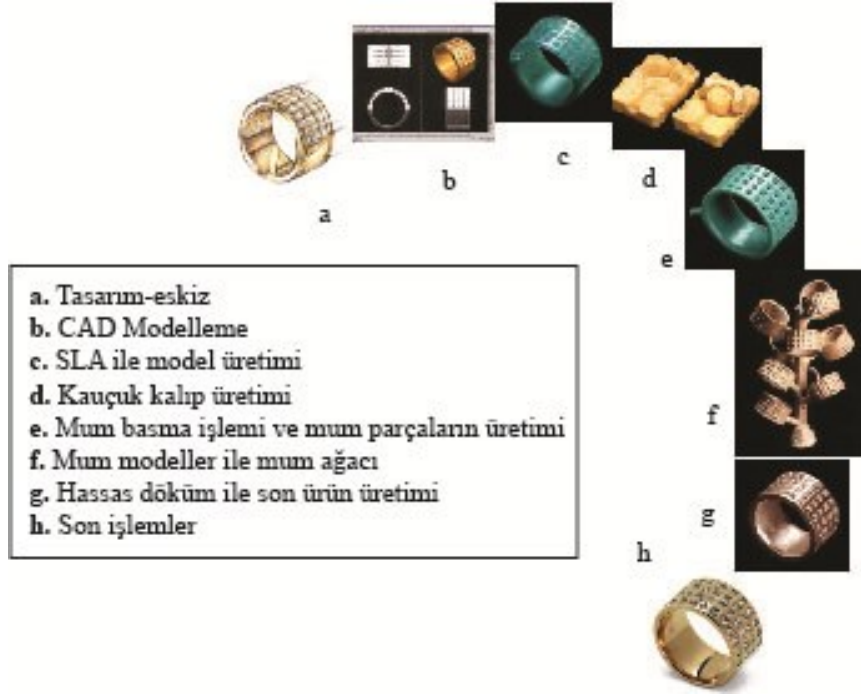 a
b
c
d
e
f
g
h
a. Tasarım-eskiz
b. CAD Modelleme
c. SLA ile model üretimi
d. Kauçuk kalıp üretimi
e. Mum basma işlemi ve mum parçaların üretimi
f. Mum modeller ile mum ağacı
g. Hassas döküm ile son ürün üretimi
h. Son işlemler